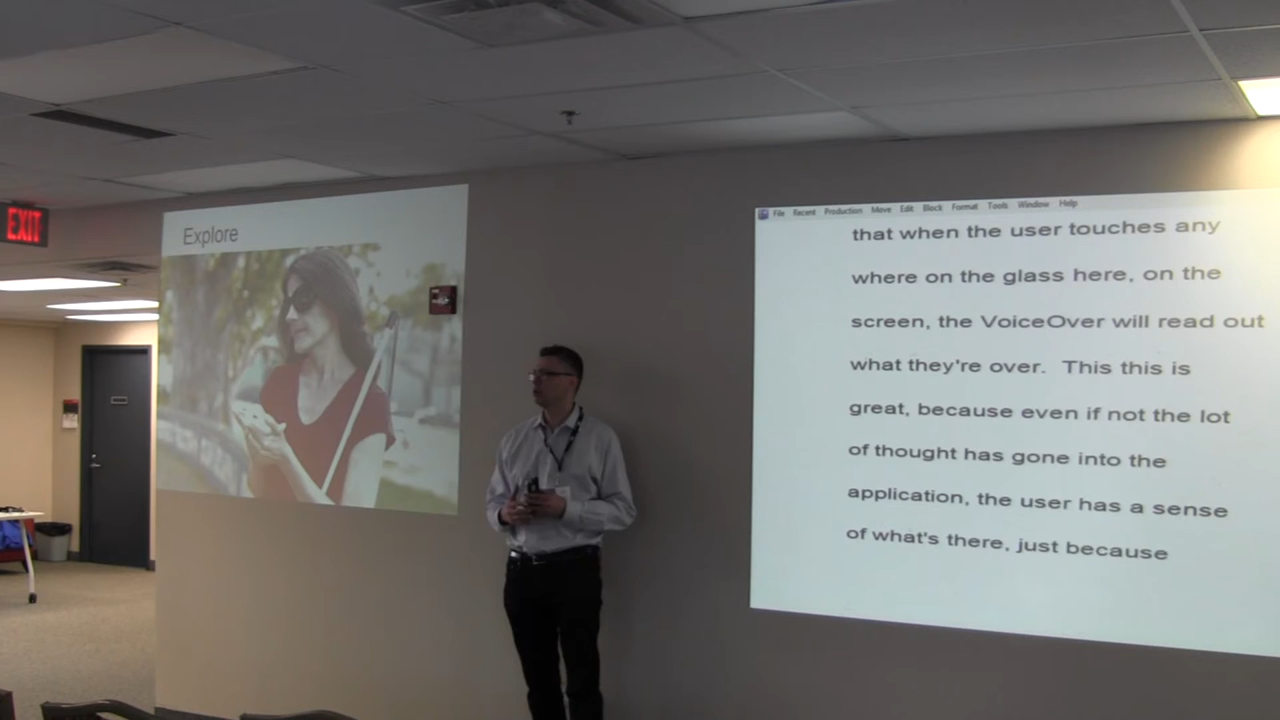 EXIT
Explore
File Recent Production Move Edit Block Format Tools Window Help
that when the user touches any
where on the glass here, on the
screen, the VoiceOver will read out
what they're over. This this is
great, because even if not the lot
of thought has gone into the
application, the user has a sense
of what's there, just because